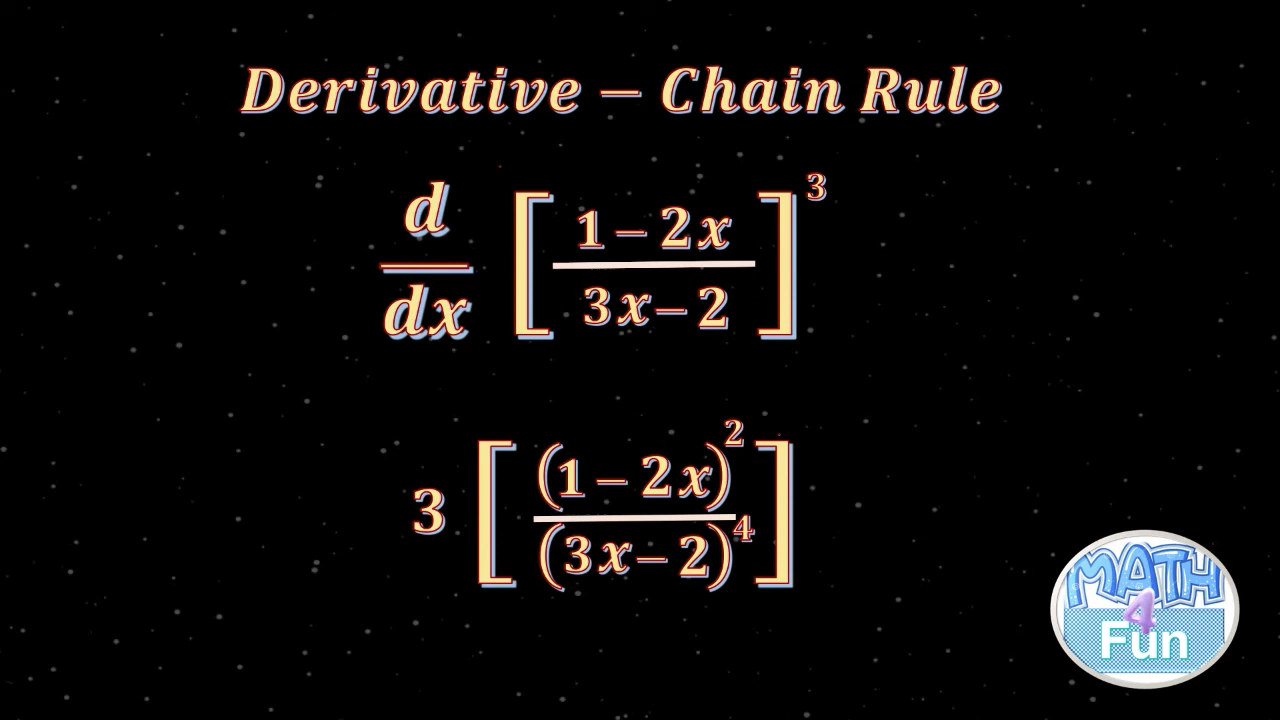 Derivative – Chain Rule
d/dx [ (1 – 2x)/(3x – 2) ]³
3 [ (1 – 2x)²/(3x – 2)⁴ ]
MATH
4
Fun